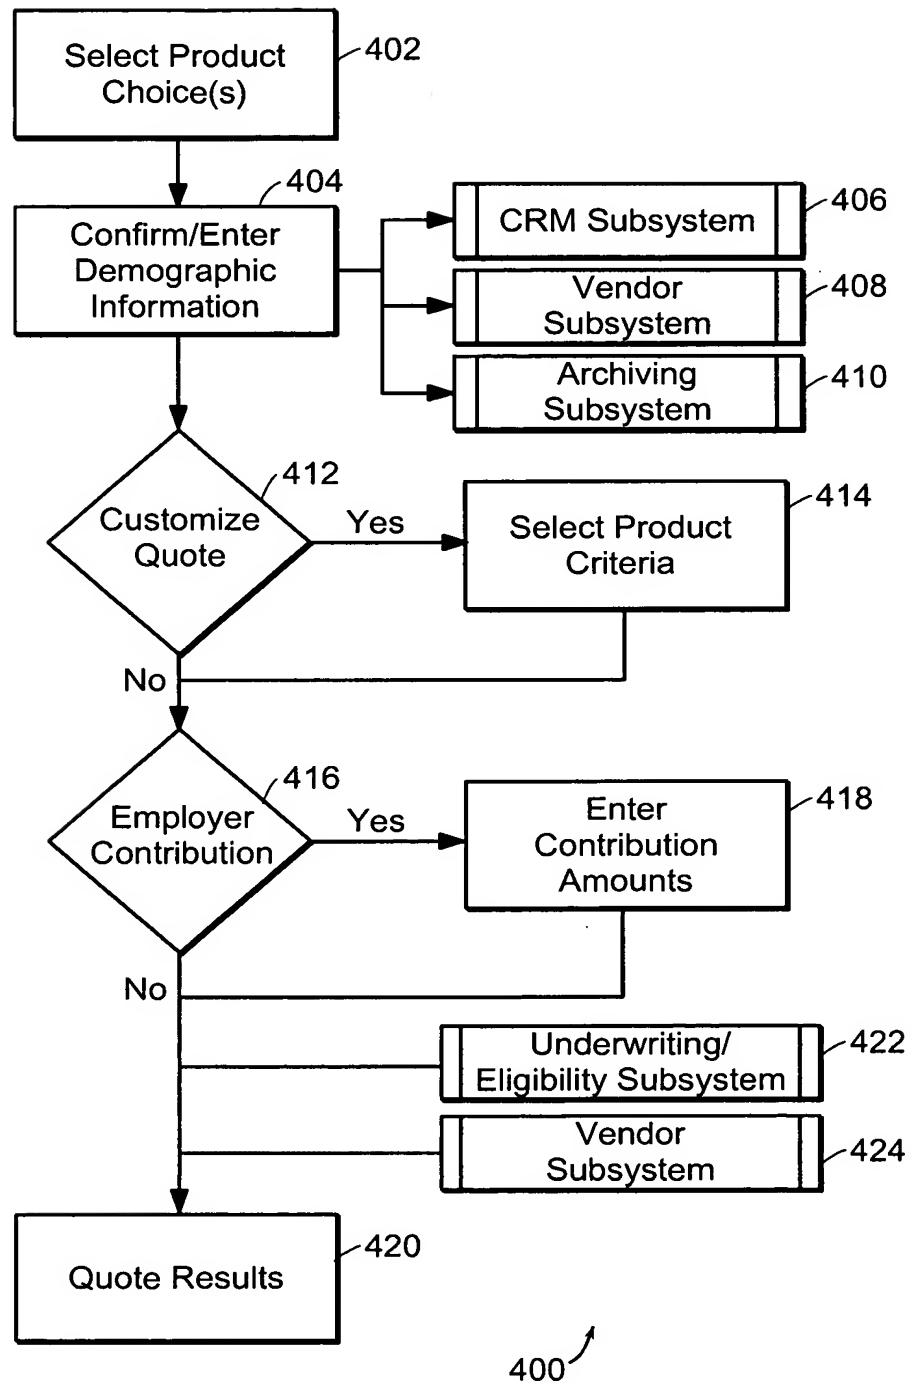 Select Product
Choice(s)
402
404
Confirm/Enter
Demographic
Information
CRM Subsystem
406
Vendor
Subsystem
408
Archiving
Subsystem
410
412
Customize
Quote
Yes
Select Product
Criteria
414
No
416
Employer
Contribution
Yes
Enter
Contribution
Amounts
418
No
Underwriting/
Eligibility Subsystem
422
Vendor
Subsystem
424
Quote Results
420
400